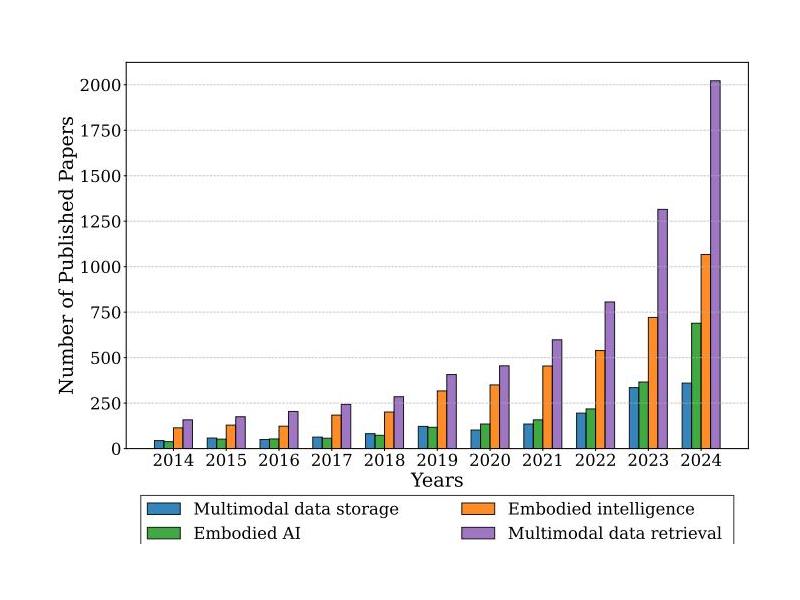 2000
1750
1500
1250
1000
750
500
250
0
Number of Published Papers
2014 2015 2016 2017 2018 2019 2020 2021 2022 2023 2024
Years
Multimodal data storage
Embodied AI
Embodied intelligence
Multimodal data retrieval